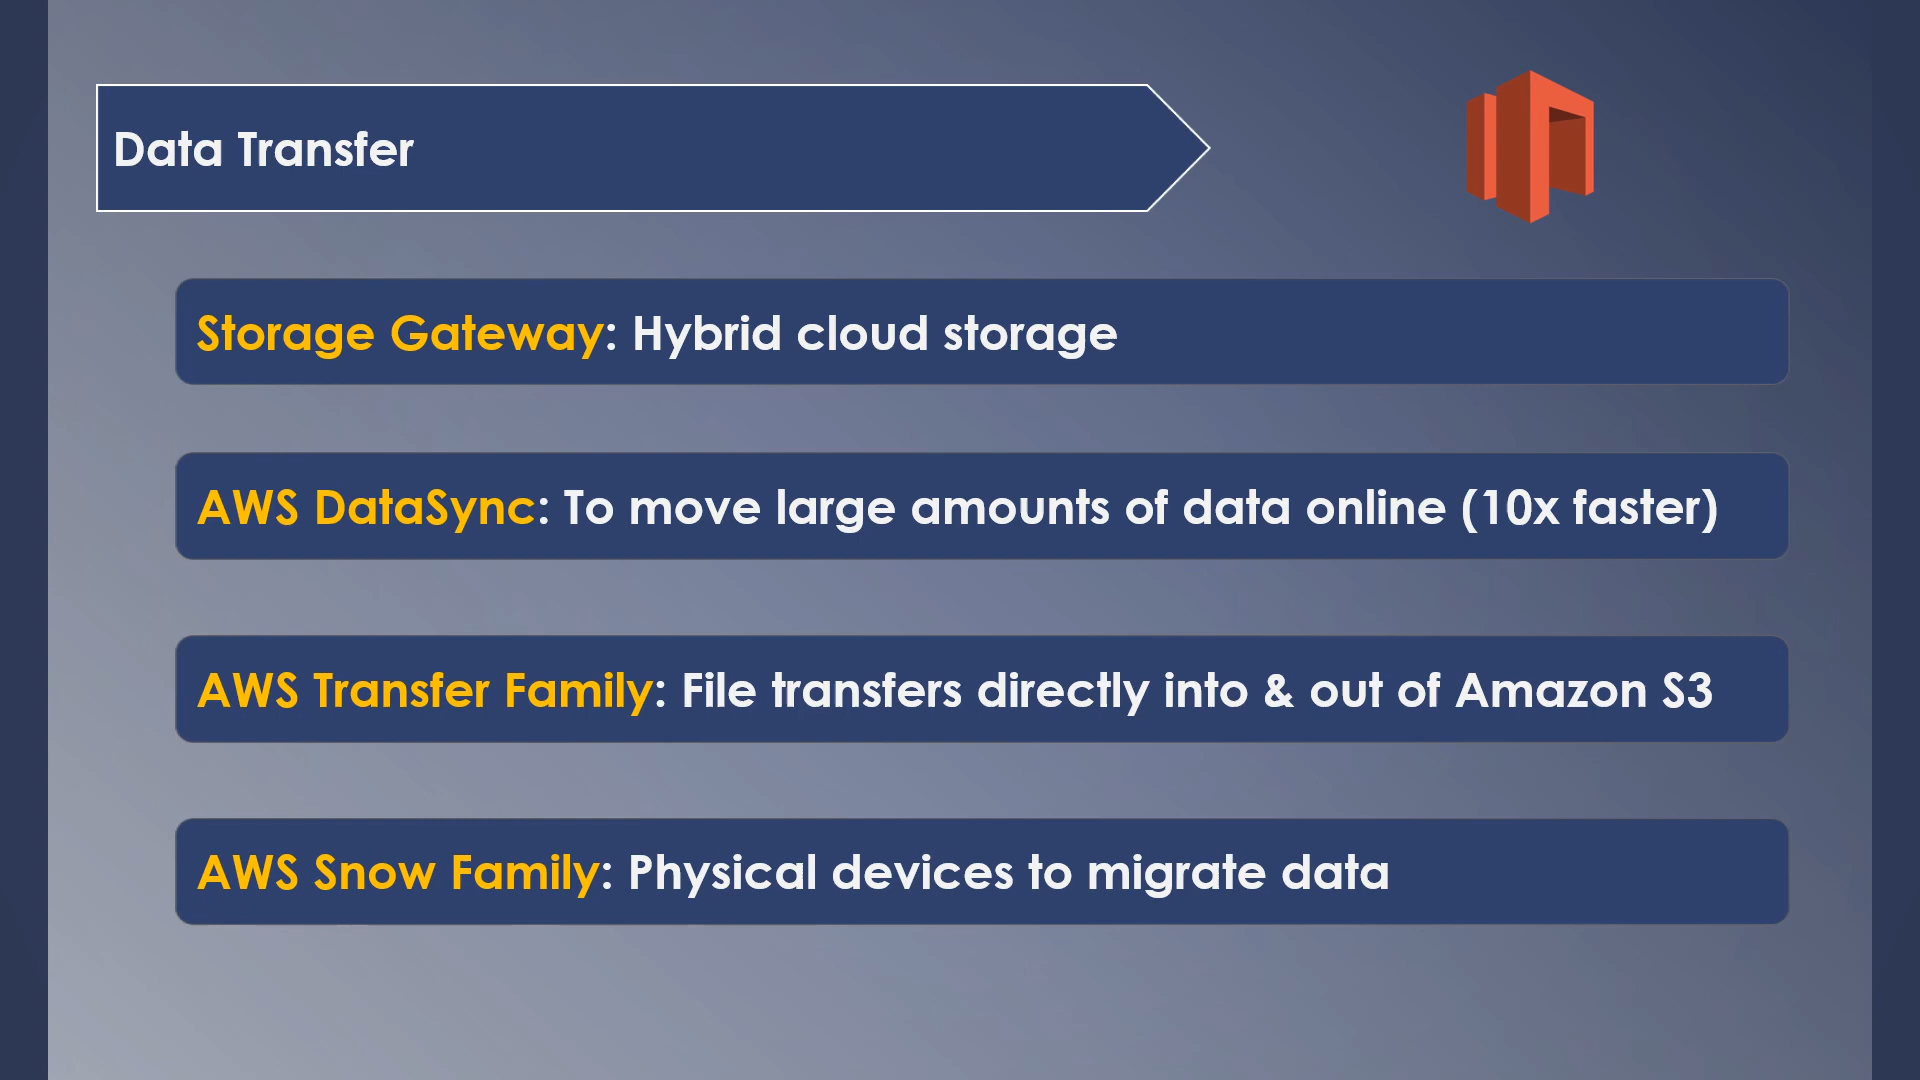 Data Transfer
Storage Gateway: Hybrid cloud storage
AWS DataSync: To move large amounts of data online (10x faster)
AWS Transfer Family: File transfers directly into & out of Amazon S3
AWS Snow Family: Physical devices to migrate data